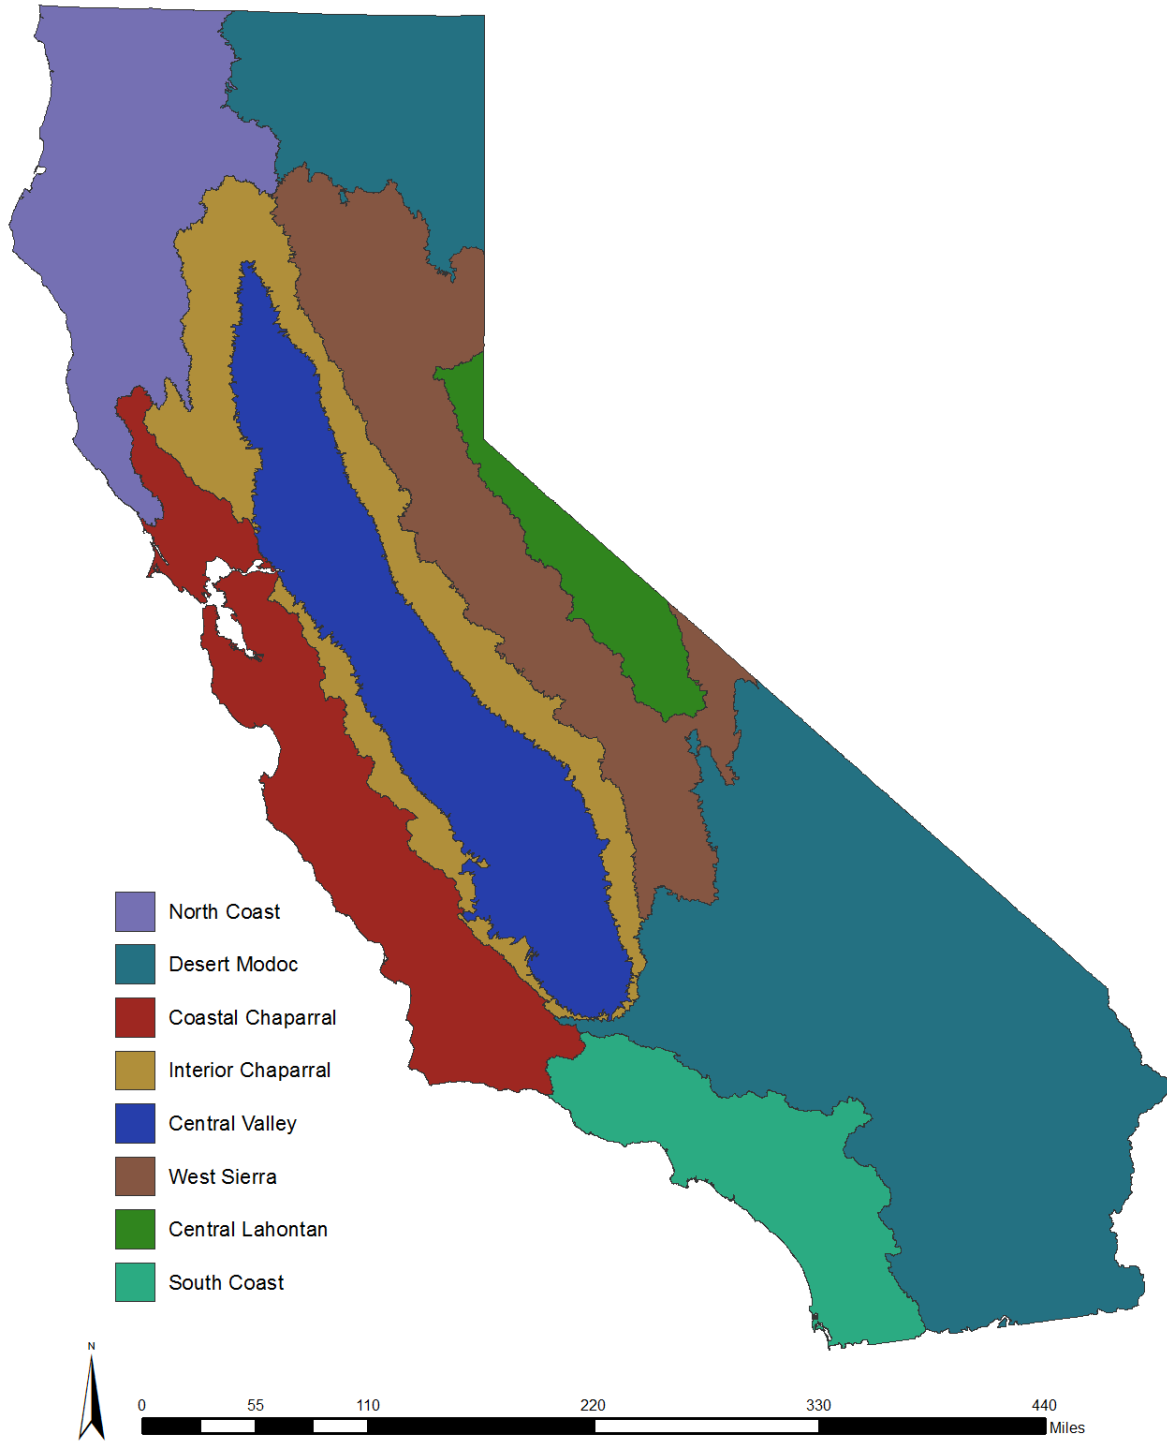 North Coast
Desert Modoc
Coastal Chaparral
Interior Chaparral
Central Valley
West Sierra
Central Lahontan
South Coast
N
0 55 110 220 330 440
Miles